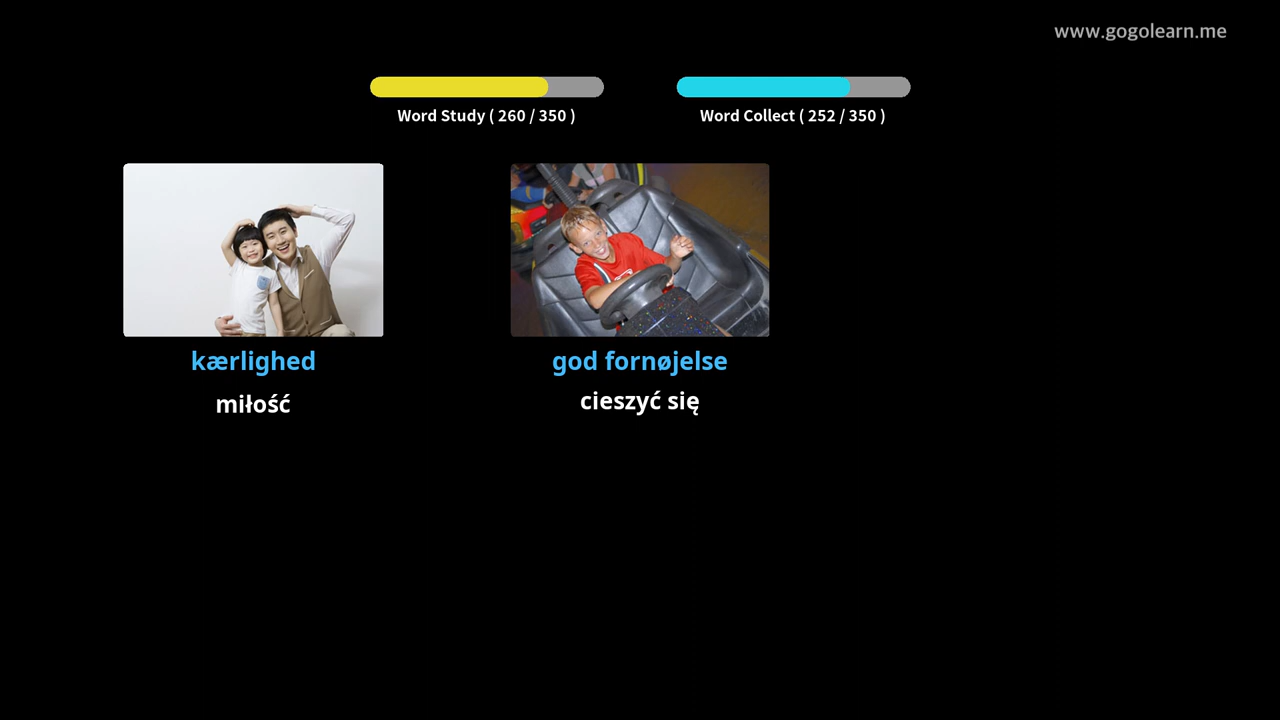 www.gogolearn.me
Word Study ( 260 / 350 )
Word Collect ( 252 / 350 )
kærlighed
miłość
god fornøjelse
cieszyć się